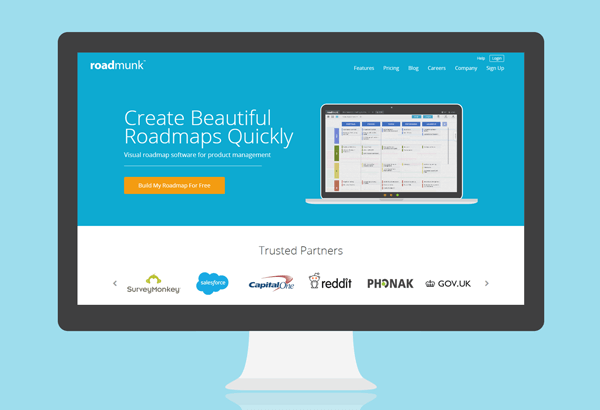 roadmunk
Help Login
Features Pricing Blog Careers Company Sign Up
Create Beautiful
Roadmaps Quickly
Visual roadmap software for product management
Build My Roadmap For Free
Trusted Partners
SurveyMonkey
salesforce
Capital One
reddit
PHONAK
GOV.UK